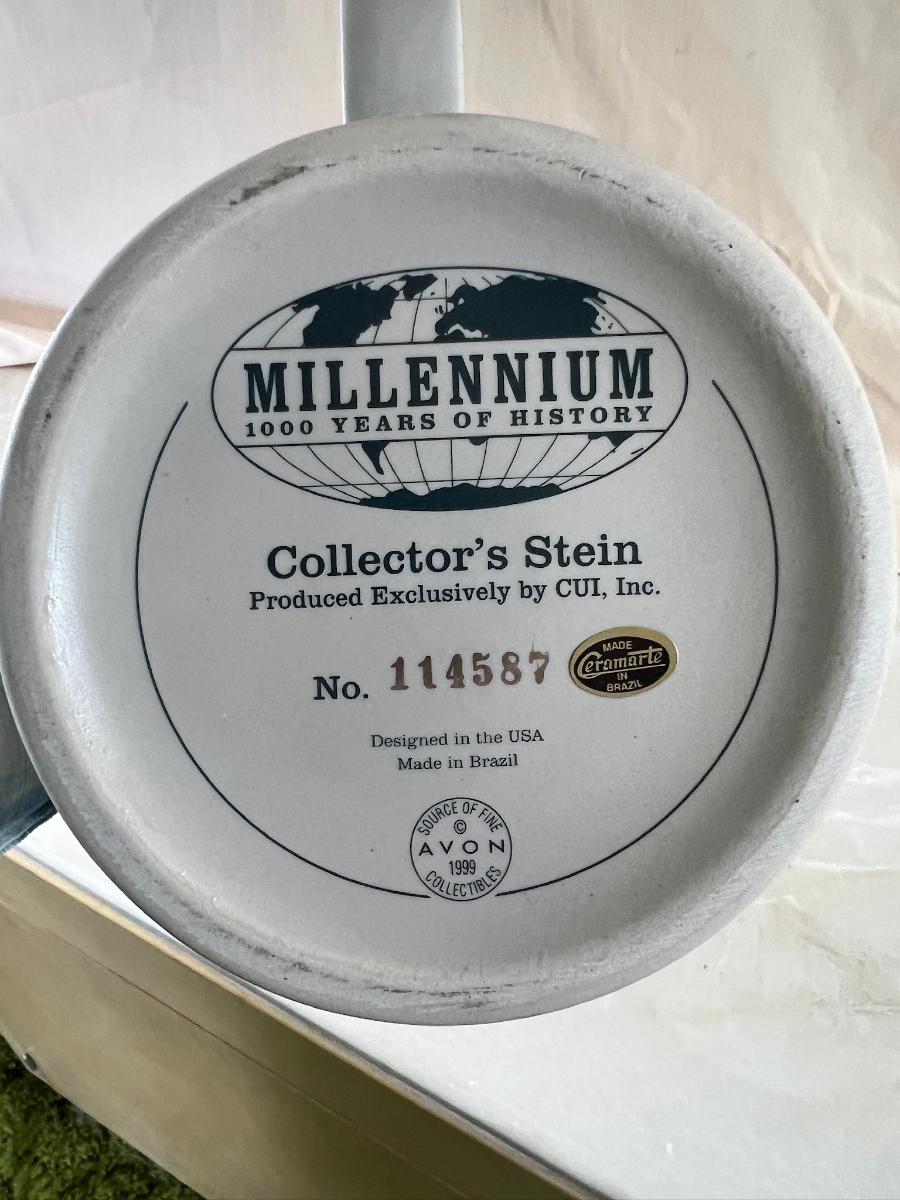 MILLENNIUM
1000 YEARS OF HISTORY
Collector's Stein
Produced Exclusively by CUI, Inc.
No. 114587
MADE
Ceramarte
IN
BRAZIL
Designed in the USA
Made in Brazil
SOURCE OF FINE
©
AVON
1999
COLLECTIBLES